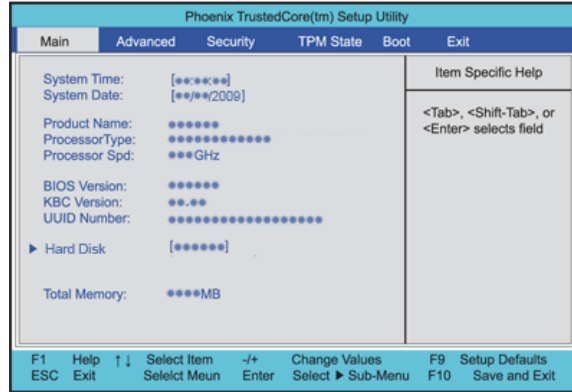 Phoenix TrustedCore(tm) Setup Utility
Main Advanced Security TPM State Boot Exit
Item Specific Help
System Time: [●●:●●:●●]
System Date: [●●/●●/2009]
<Tab>, <Shift-Tab>, or
<Enter> selects field
Product Name: ●●●●●●
ProcessorType: ●●●●●●●●●●●●
Processor Spd: ●●●GHz
BIOS Version: ●●●●●●
KBC Version: ●●.●●
UUID Number: ●●●●●●●●●●●●●●●●●●
▶ Hard Disk [●●●●●●]
Total Memory: ●●●●MB
F1 Help ↑↓ Select Item -/+ Change Values F9 Setup Defaults
ESC Exit Selelct Meun Enter Select ▶ Sub-Menu F10 Save and Exit